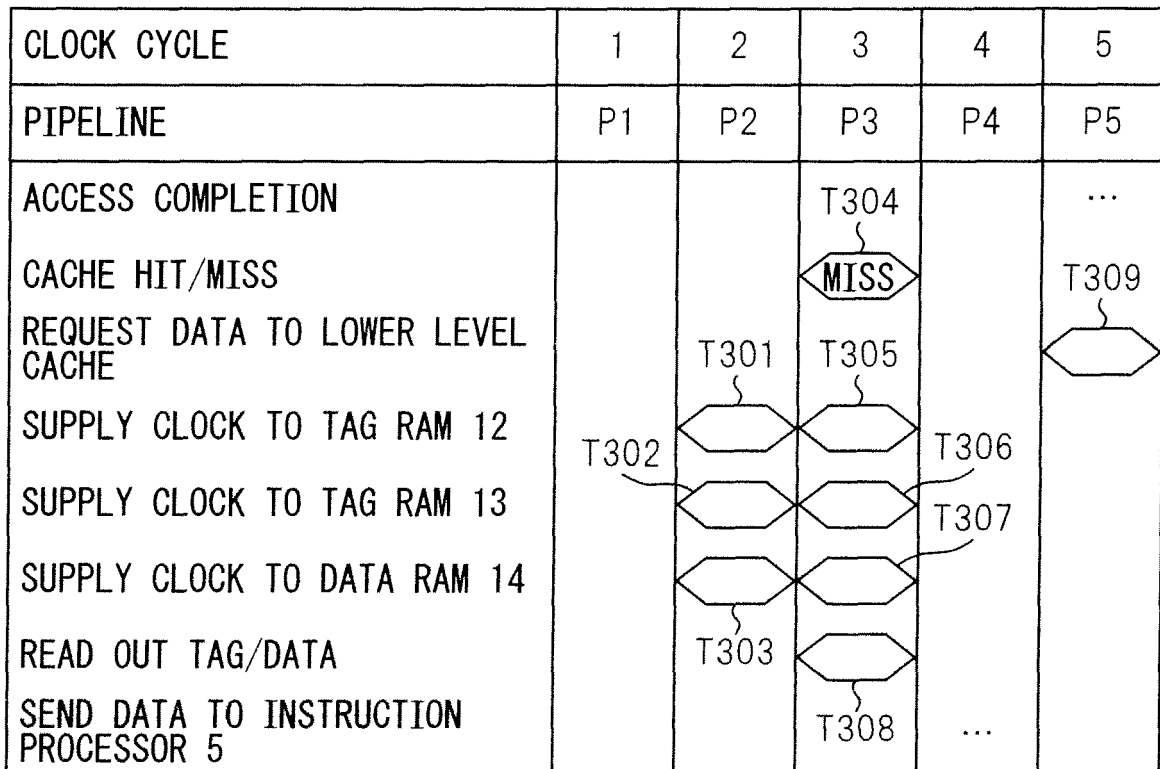 CLOCK CYCLE 1 2 3 4 5
PIPELINE P1 P2 P3 P4 P5
ACCESS COMPLETION T304 ...
CACHE HIT/MISS MISS T309
REQUEST DATA TO LOWER LEVEL
CACHE T301 T305
SUPPLY CLOCK TO TAG RAM 12
T302 T306
SUPPLY CLOCK TO TAG RAM 13
T307
SUPPLY CLOCK TO DATA RAM 14
READ OUT TAG/DATA T303
SEND DATA TO INSTRUCTION
PROCESSOR 5 T308 ...